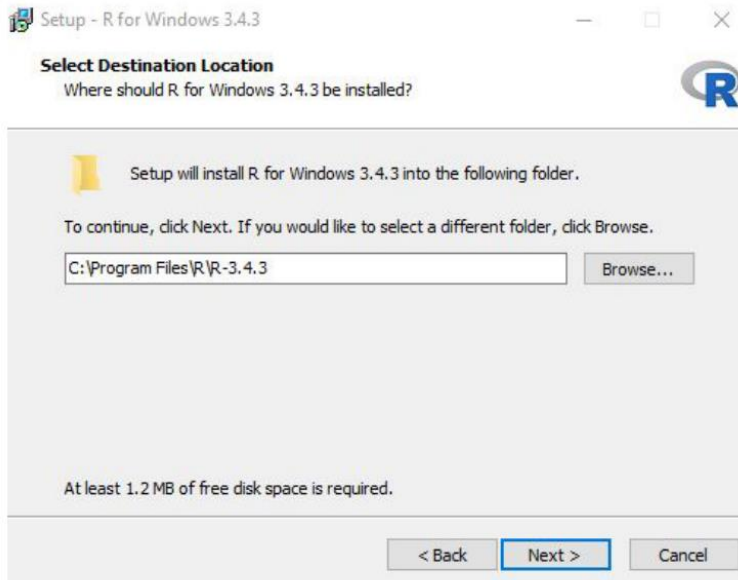 Setup - R for Windows 3.4.3
Select Destination Location
Where should R for Windows 3.4.3 be installed?
R
Setup will install R for Windows 3.4.3 into the following folder.
To continue, click Next. If you would like to select a different folder, click Browse.
C:\Program Files\R\R-3.4.3
Browse...
At least 1.2 MB of free disk space is required.
< Back Next > Cancel